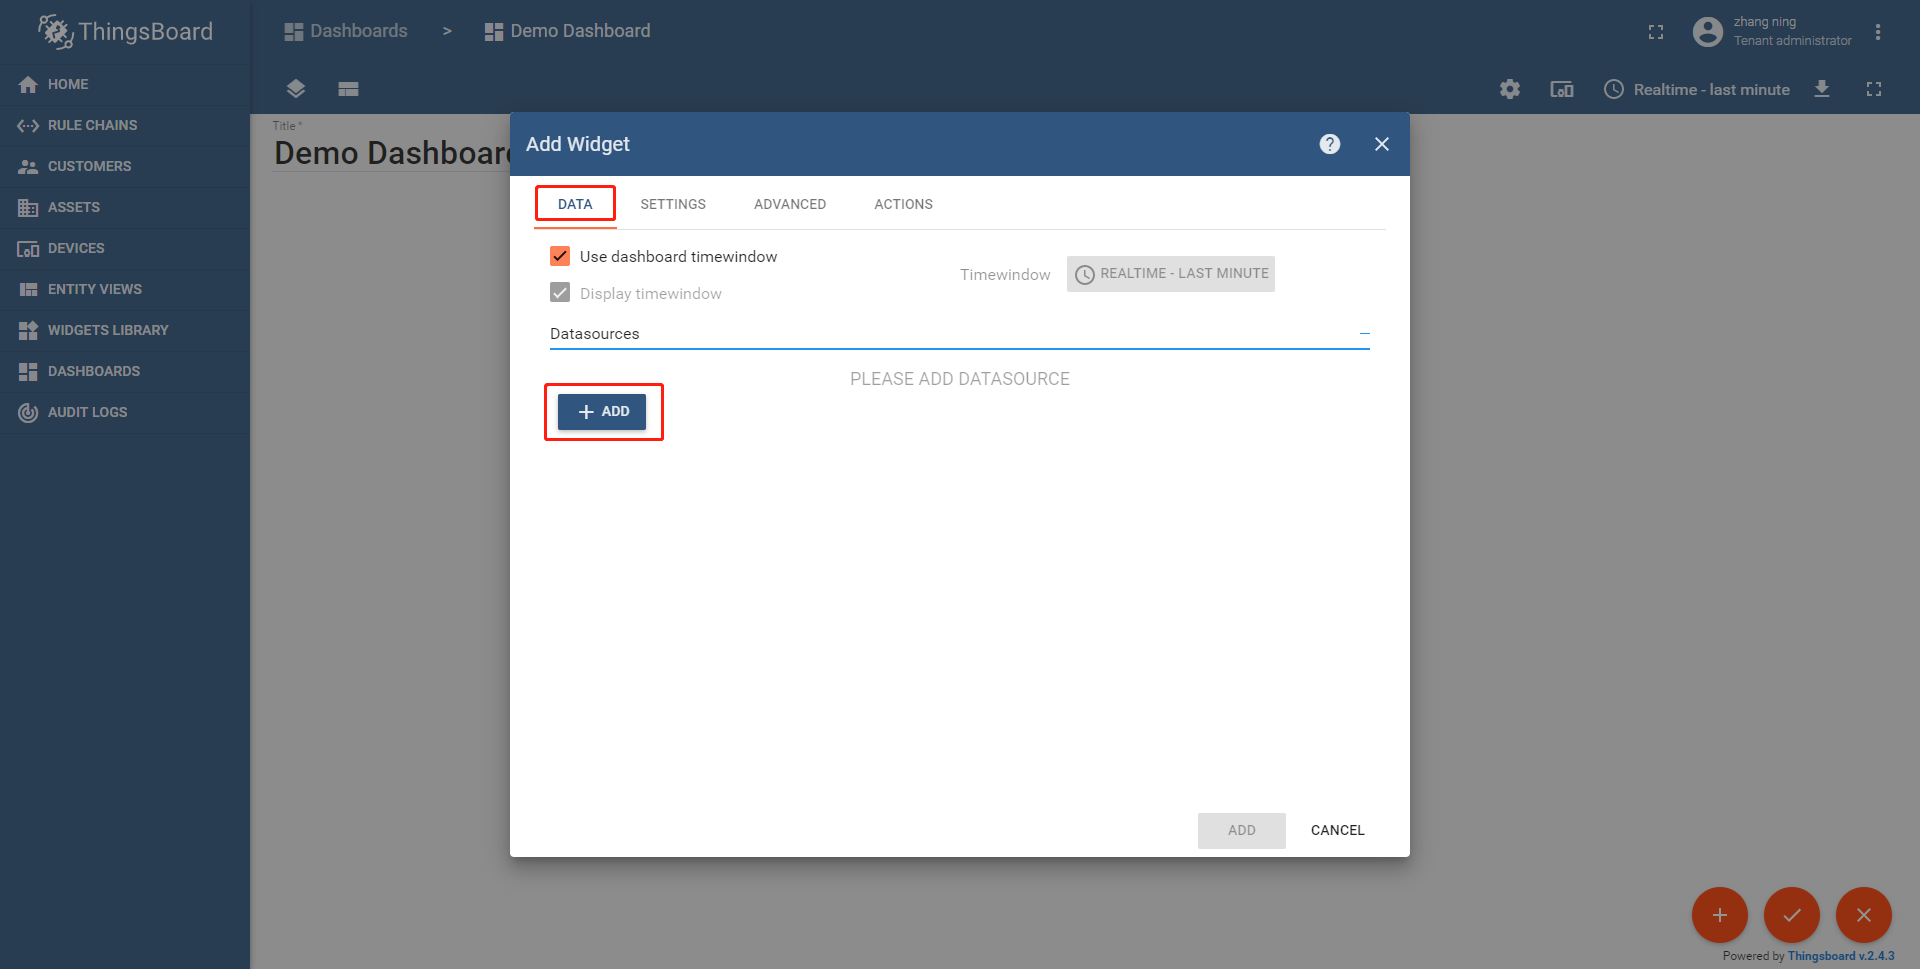 ThingsBoard
Dashboards > Demo Dashboard
zhang ning
Tenant administrator
HOME
RULE CHAINS
CUSTOMERS
ASSETS
DEVICES
ENTITY VIEWS
WIDGETS LIBRARY
DASHBOARDS
AUDIT LOGS
Realtime - last minute
Title *
Demo Dashboar
Add Widget
DATA SETTINGS ADVANCED ACTIONS
Use dashboard timewindow
Display timewindow
Timewindow REALTIME - LAST MINUTE
Datasources
PLEASE ADD DATASOURCE
+ ADD
ADD CANCEL
Powered by Thingsboard v.2.4.3